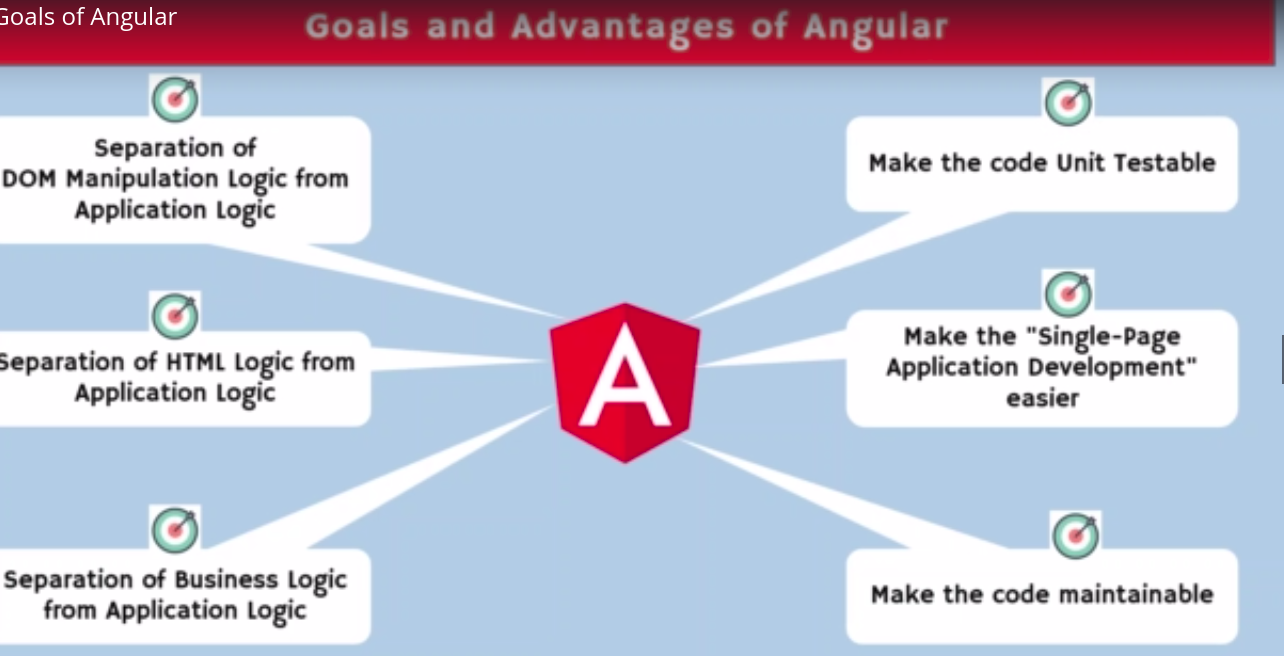 Goals of Angular
Goals and Advantages of Angular
Separation of
DOM Manipulation Logic from
Application Logic
Separation of HTML Logic from
Application Logic
Separation of Business Logic
from Application Logic
Make the code Unit Testable
Make the "Single-Page
Application Development"
easier
Make the code maintainable
A